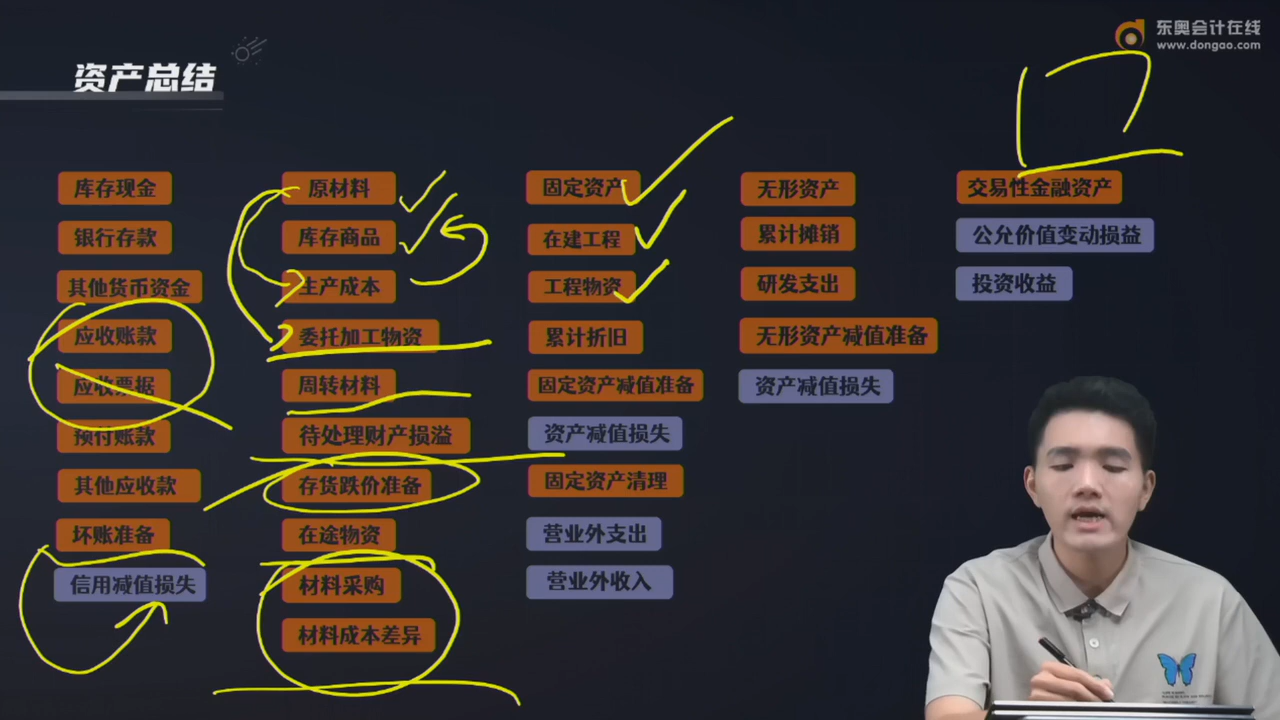 东奥会计在线
www.dongao.com
资产总结
库存现金
银行存款
其他货币资金
应收账款
应收票据
预付账款
其他应收款
坏账准备
信用减值损失
原材料
库存商品
生产成本
委托加工物资
周转材料
待处理财产损溢
存货跌价准备
在途物资
材料采购
材料成本差异
固定资产
在建工程
工程物资
累计折旧
固定资产减值准备
资产减值损失
固定资产清理
营业外支出
营业外收入
无形资产
累计摊销
研发支出
无形资产减值准备
资产减值损失
交易性金融资产
公允价值变动损益
投资收益